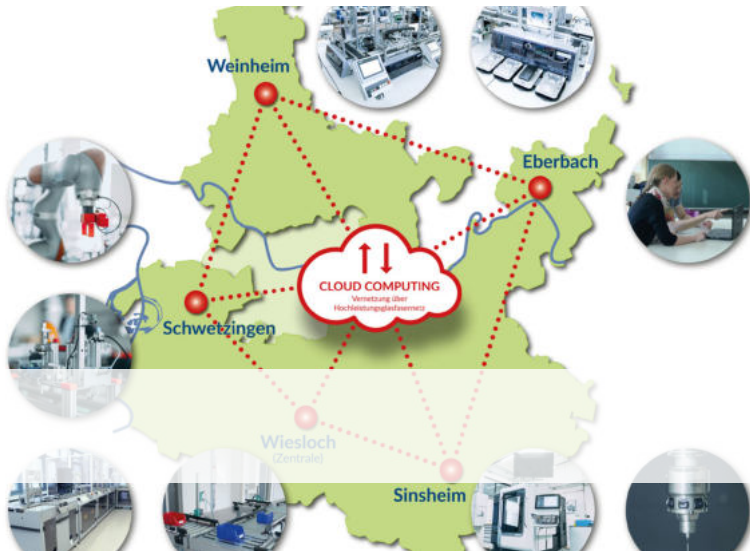 Weinheim
Eberbach
CLOUD COMPUTING
Vernetzung über
Hochleistungsglasfasernetz
Schwetzingen
Wiesloch
(Zentrale)
Sinsheim